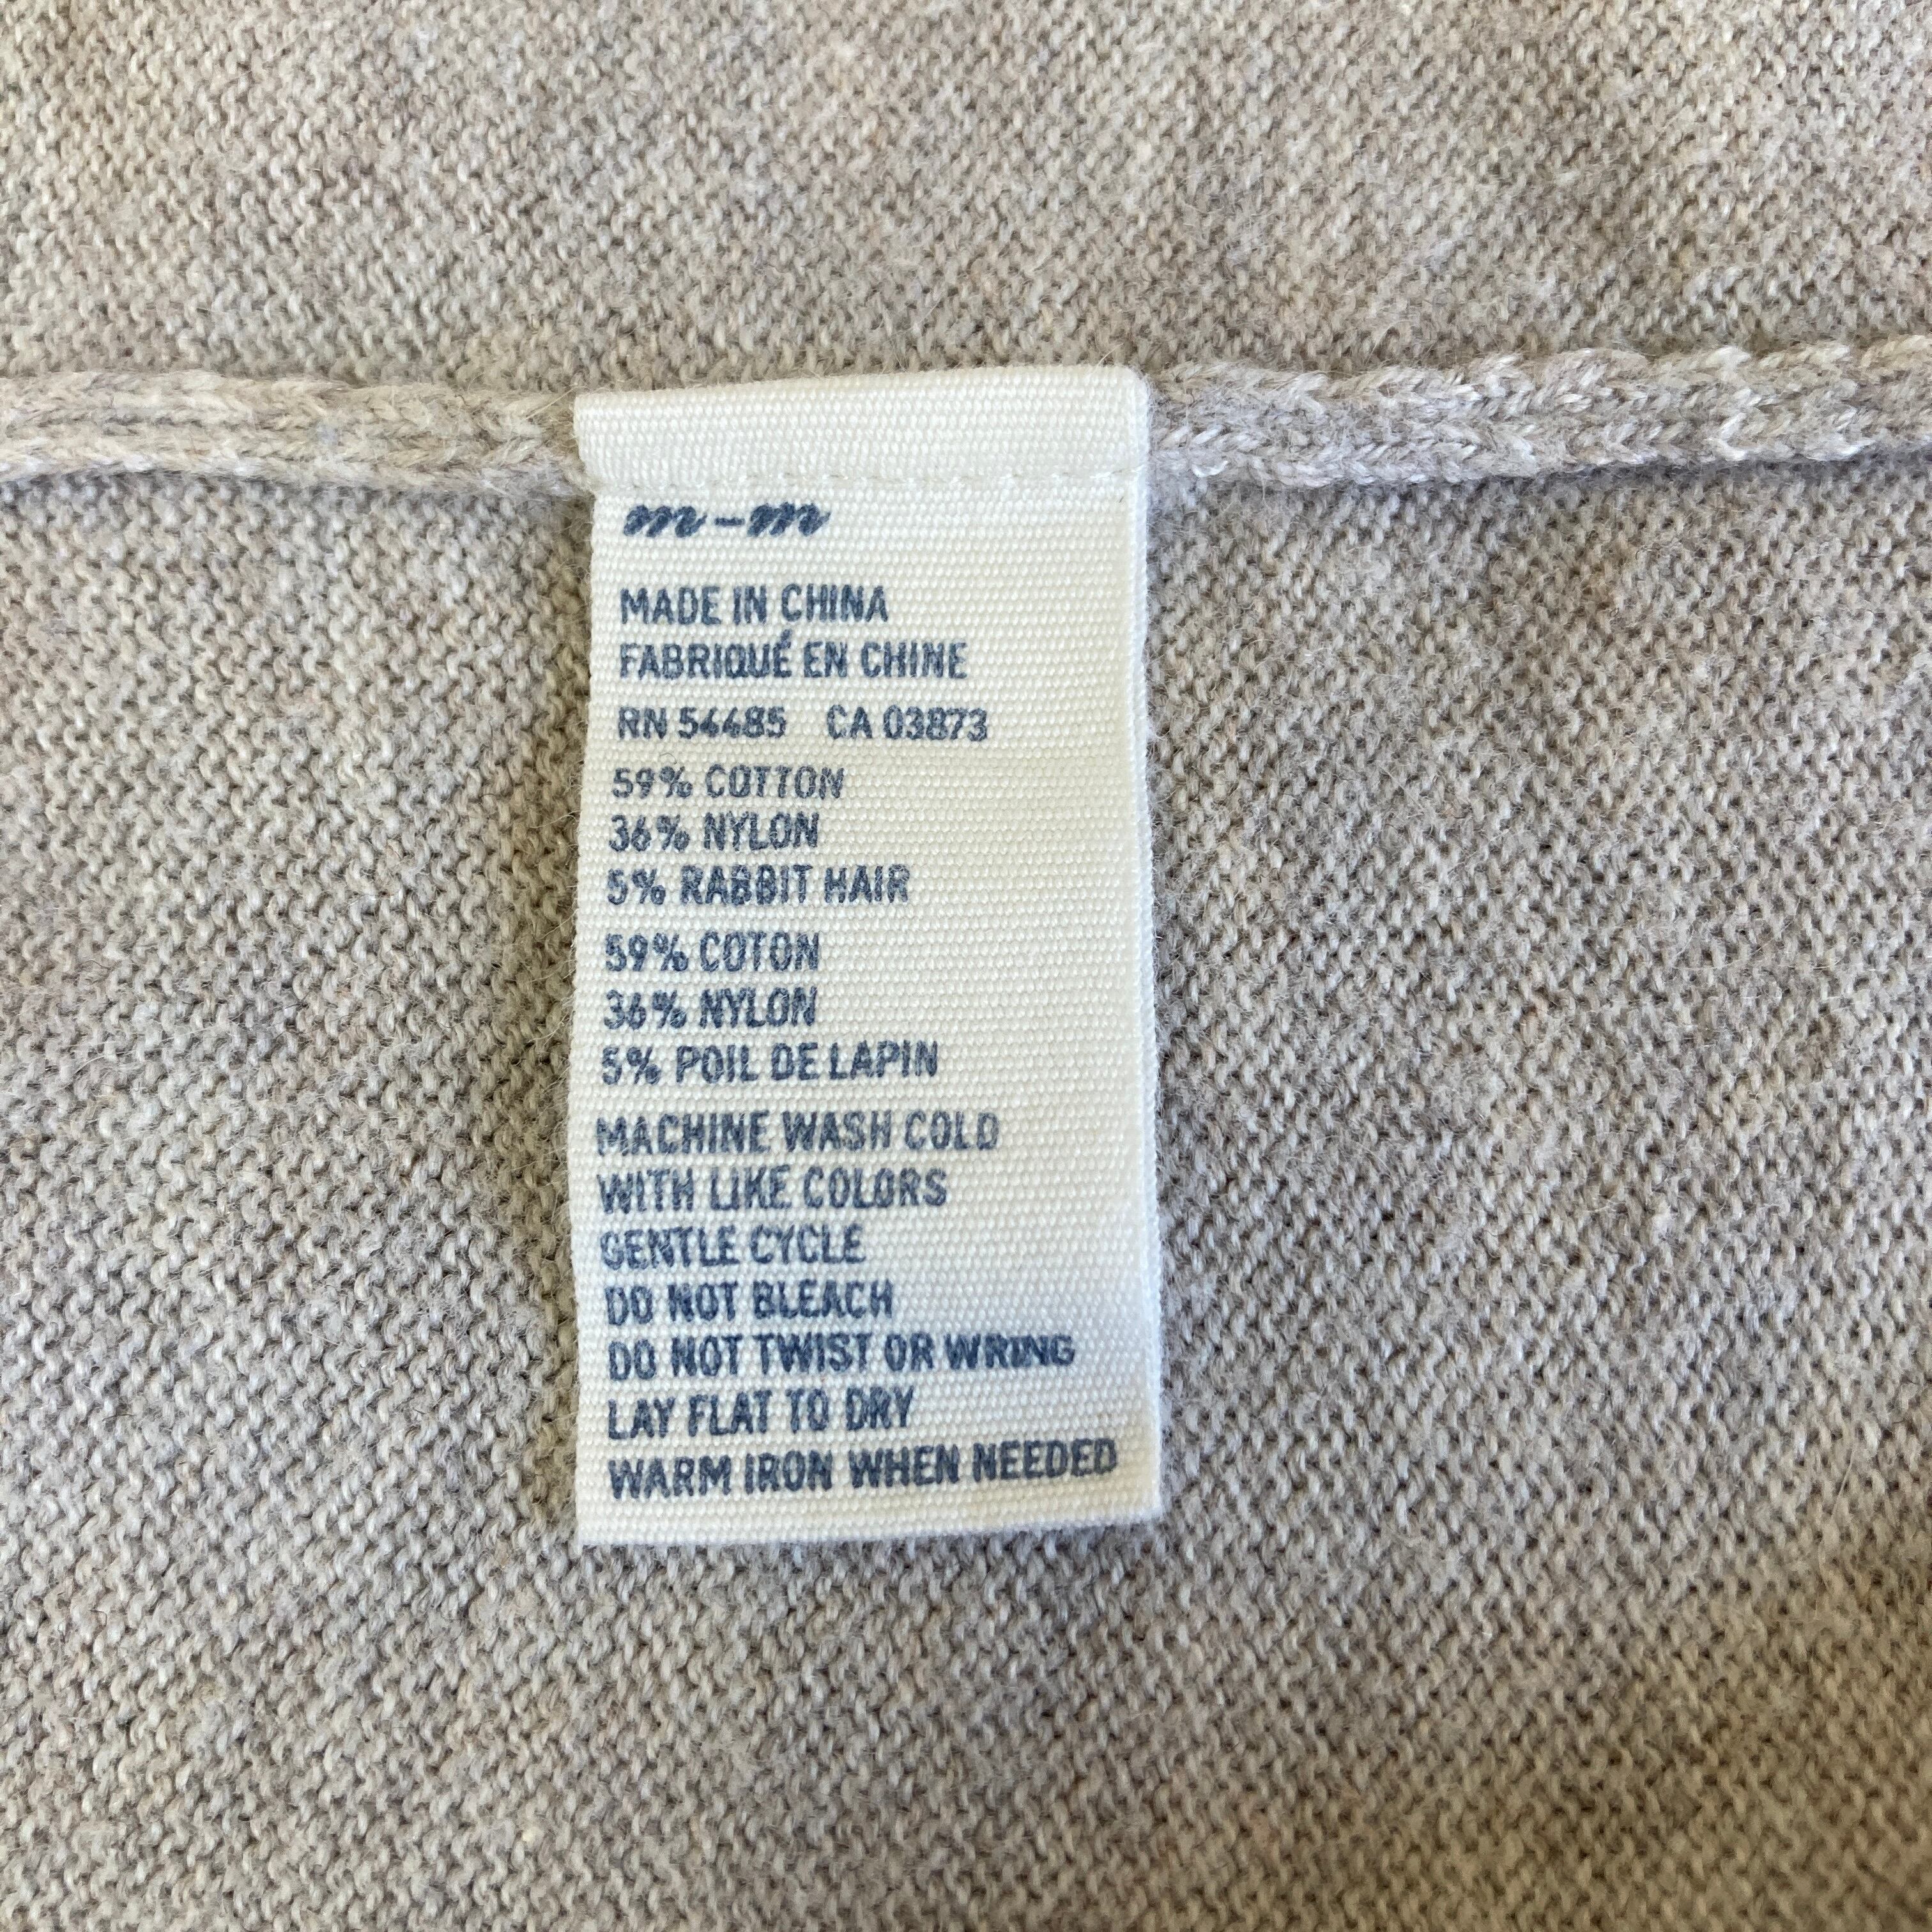 m-m
MADE IN CHINA
FABRIQUÉ EN CHINE
RN 54485 CA 03873
59% COTTON
36% NYLON
5% RABBIT HAIR
59% COTON
36% NYLON
5% POIL DE LAPIN
MACHINE WASH COLD
WITH LIKE COLORS
GENTLE CYCLE
DO NOT BLEACH
DO NOT TWIST OR WRING
LAY FLAT TO DRY
WARM IRON WHEN NEEDED